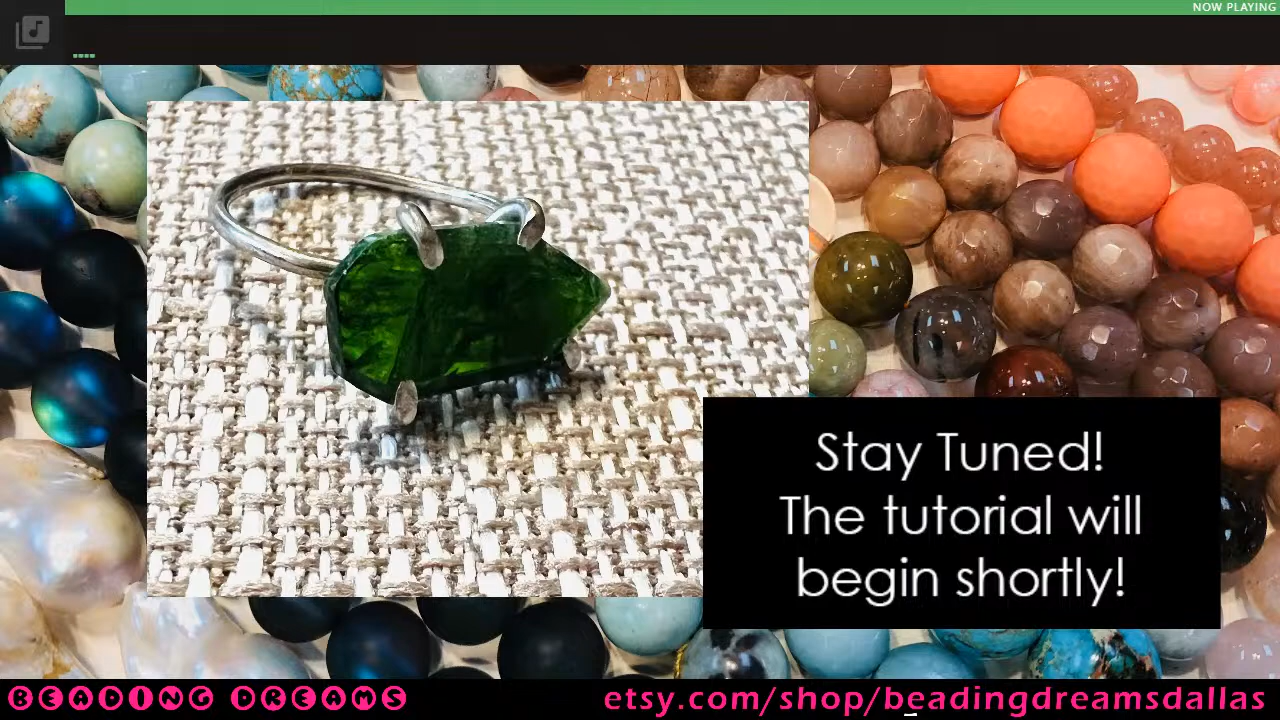 NOW PLAYING
Stay Tuned!
The tutorial will
begin shortly!
BEADING DREAMS
etsy.com/shop/beadingdreamsdallas